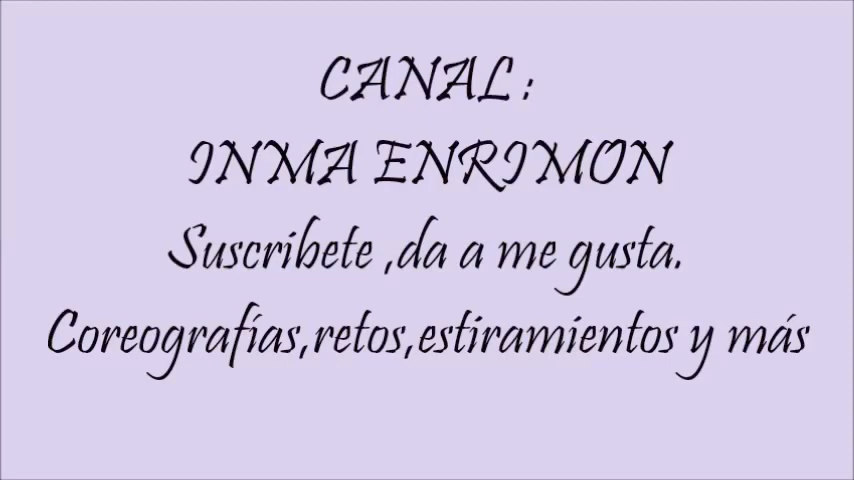 CANAL :
INMA ENRIMON
Suscribete ,da a me gusta.
Coreografías,retos,estiramientos y más